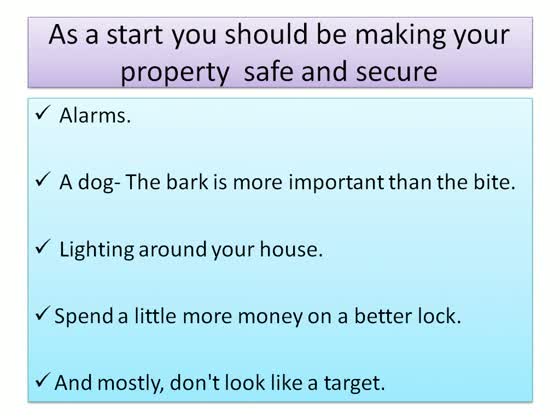 As a start you should be making your
property  safe and secure
✓ Alarms.
✓ A dog- The bark is more important than the bite.
✓ Lighting around your house.
✓ Spend a little more money on a better lock.
✓ And mostly, don't look like a target.